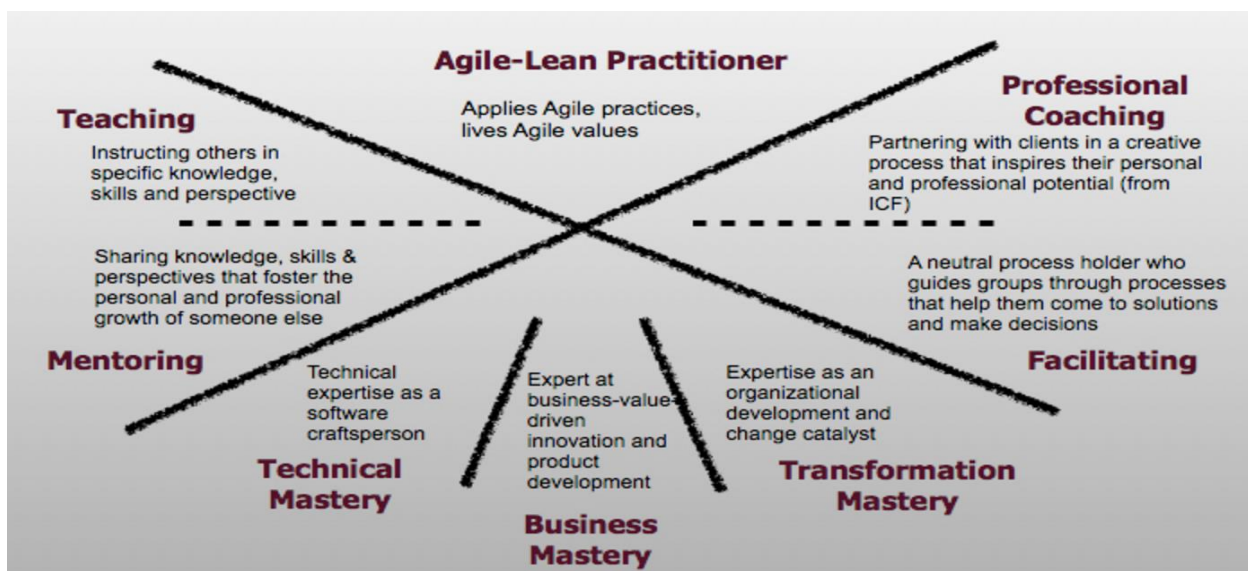 Agile-Lean Practitioner
Applies Agile practices,
lives Agile values
Teaching
Instructing others in
specific knowledge,
skills and perspective
Professional
Coaching
Partnering with clients in a creative
process that inspires their personal
and professional potential (from
ICF)
Sharing knowledge, skills &
perspectives that foster the
personal and professional
growth of someone else
Mentoring
A neutral process holder who
guides groups through processes
that help them come to solutions
and make decisions
Facilitating
Technical
expertise as a
software
craftsperson
Technical
Mastery
Expert at
business-value-
driven
innovation and
product
development
Business
Mastery
Expertise as an
organizational
development and
change catalyst
Transformation
Mastery